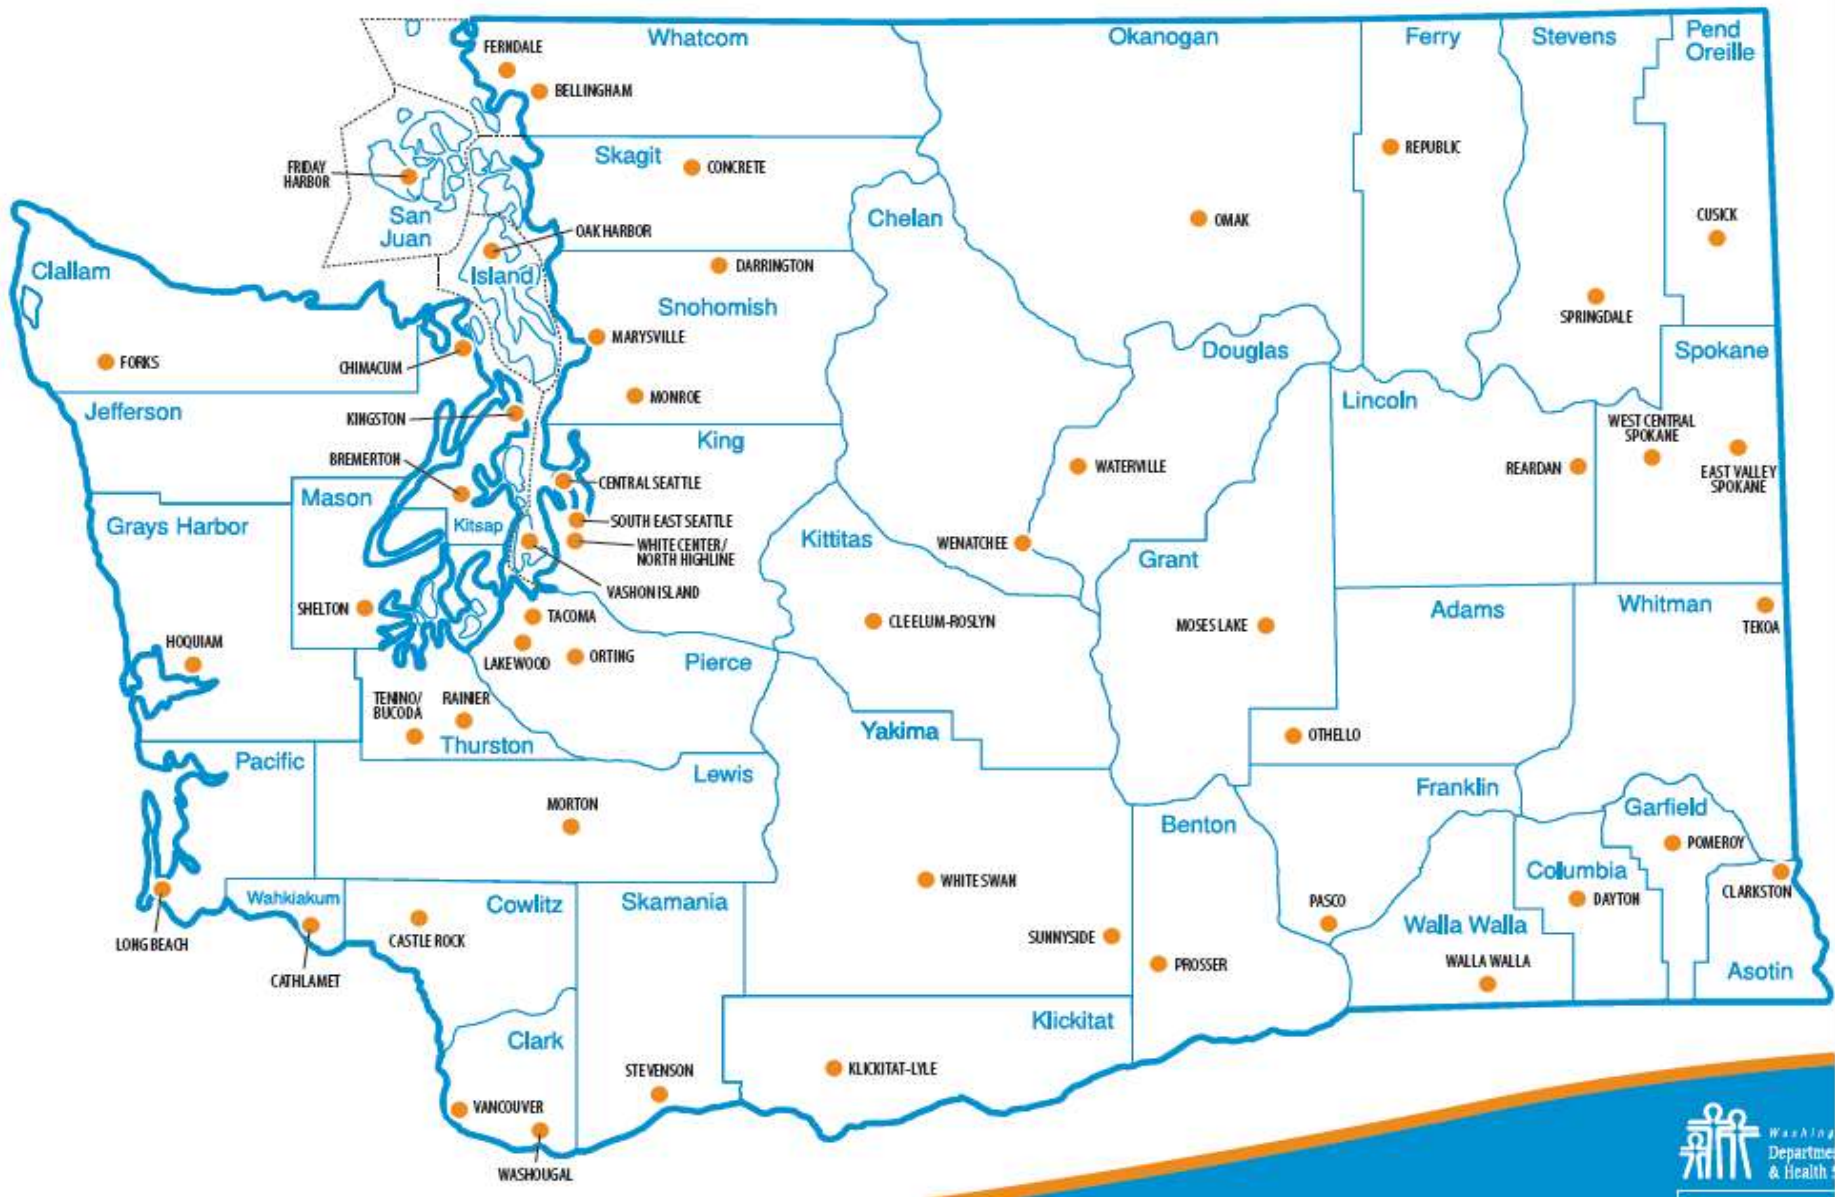 Whatcom
Okanogan
Ferry
Stevens
Pend
Oreille
FERNDALE
BELLINGHAM
Skagit
CONCRETE
REPUBLIC
FRIDAY
HARBOR
San
Juan
OAK HARBOR
Island
Chelan
OMAK
CUSICK
Clallam
DARRINGTON
Snohomish
MARYSVILLE
SPRINGDALE
FORKS
CHIMACUM
Douglas
Spokane
Jefferson
KINGSTON
MONROE
King
Lincoln
WEST CENTRAL
SPOKANE
EAST VALLEY
SPOKANE
BREMERTON
CENTRAL SEATTLE
WATERVILLE
REARDAN
Mason
Grays Harbor
Kitsap
SOUTH EAST SEATTLE
WHITE CENTER/
NORTH HIGHLINE
Kittitas
WENATCHEE
Grant
VASHON ISLAND
SHELTON
TACOMA
CLE ELUM-ROSLYN
MOSES LAKE
Adams
Whitman
TEKOA
HOQUIAM
LAKEWOOD
ORTING
Pierce
TENINO/
BUCODA
RAINIER
Thurston
Yakima
OTHELLO
Pacific
Lewis
Franklin
MORTON
Benton
Garfield
POMEROY
Columbia
DAYTON
CLARKSTON
Wahkiakum
Cowlitz
Skamania
WHITE SWAN
PASCO
LONG BEACH
CASTLE ROCK
CATHLAMET
SUNNYSIDE
PROSSER
Walla Walla
WALLA WALLA
Asotin
Clark
Klickitat
STEVENSON
KLICKITAT-LYLE
VANCOUVER
WASHOUGAL
Washing
Departme
& Health